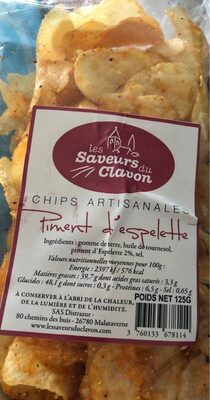 les
Saveurs du
Clavon
CHIPS ARTISANALES
Piment d'espelette
Ingrédients : pomme de terre, huile de tournesol,
piment d'Espelette 2%, sel.
Valeurs nutritionnelles moyennes pour 100g :
Energie : 2397 kJ / 576 kcal
Matières grasses : 39,7 g dont acides gras saturés : 3,3 g
Glucides : 48,1 g dont sucres : 0,3 g - Protéines : 6,5 g - Sel : 0,65 g
À CONSERVER À L'ABRI DE LA CHALEUR,
DE LA LUMIÈRE ET DE L'HUMIDITÉ.
POIDS NET 125G
SAS Distrazur
80 chemins des buis - 26780 Malataverne
www.lessaveursduclavon.com
3 760133 678114